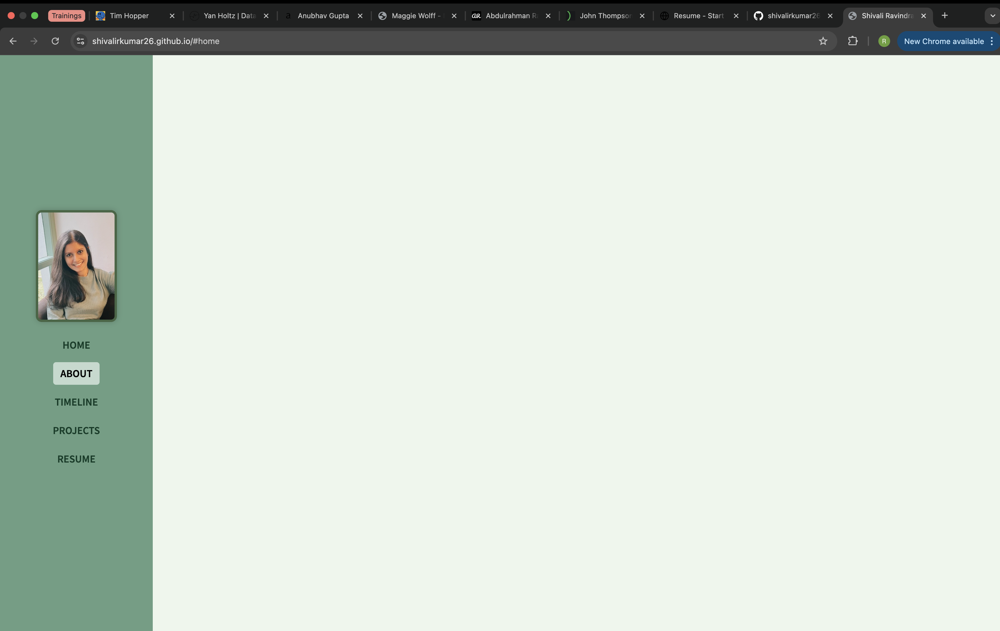 Trainings
Tim Hopper
Yan Holtz | Data
a
Anubhav Gupta
Maggie Wolff -
aR
Abdulrahman R
John Thompson
Resume - Start
shivalirkumar26
Shivali Ravindra
shivalirkumar26.github.io/#home
R
New Chrome available
HOME
ABOUT
TIMELINE
PROJECTS
RESUME